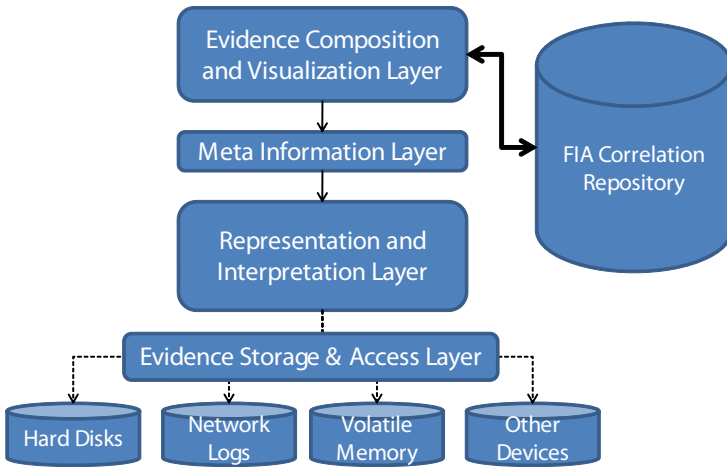 Evidence Composition
and Visualization Layer
FIA Correlation
Repository
Meta Information Layer
Representation and
Interpretation Layer
Evidence Storage & Access Layer
Hard Disks
Network
Logs
Volatile
Memory
Other
Devices